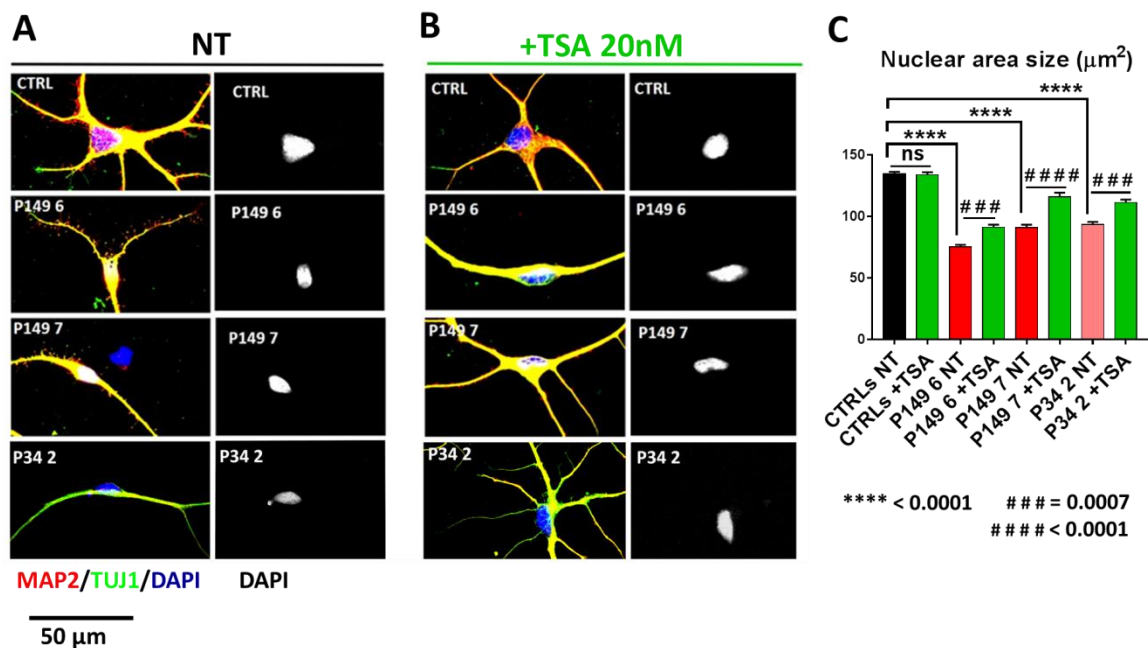 A
NT
CTRL
CTRL
P149 6
P149 6
P149 7
P149 7
P34 2
P34 2
MAP2/TUJ1/DAPI
DAPI
50 µm
B
+TSA 20nM
CTRL
CTRL
P149 6
P149 6
P149 7
P149 7
P34 2
P34 2
C
Nuclear area size (µm²)
****
****
****
ns
###
####
###
150
100
50
0
CTRLs NT
CTRLs +TSA
P149 6 NT
P149 6 +TSA
P149 7 NT
P149 7 +TSA
P34 2 NT
P34 2 +TSA
**** < 0.0001
### = 0.0007
#### < 0.0001